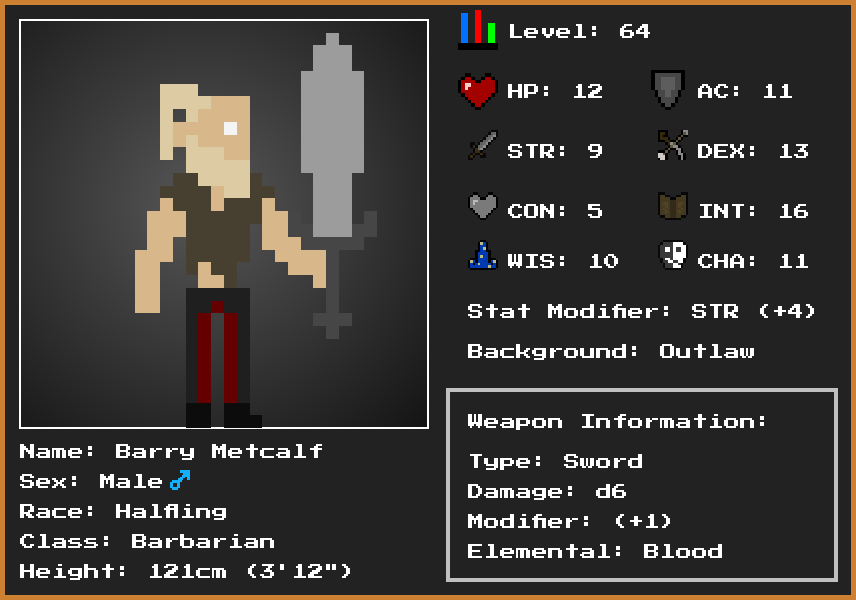 Level: 64
HP: 12
AC: 11
STR: 9
DEX: 13
CON: 5
INT: 16
WIS: 10
CHA: 11
Stat Modifier: STR (+4)
Background: Outlaw
Name: Barry Metcalf
Sex: Male♂
Race: Halfling
Class: Barbarian
Height: 121cm (3'12")
Weapon Information:
Type: Sword
Damage: d6
Modifier: (+1)
Elemental: Blood